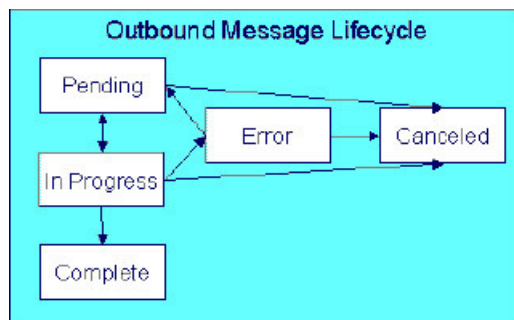 Outbound Message Lifecycle
Pending
Error
Canceled
In Progress
Complete